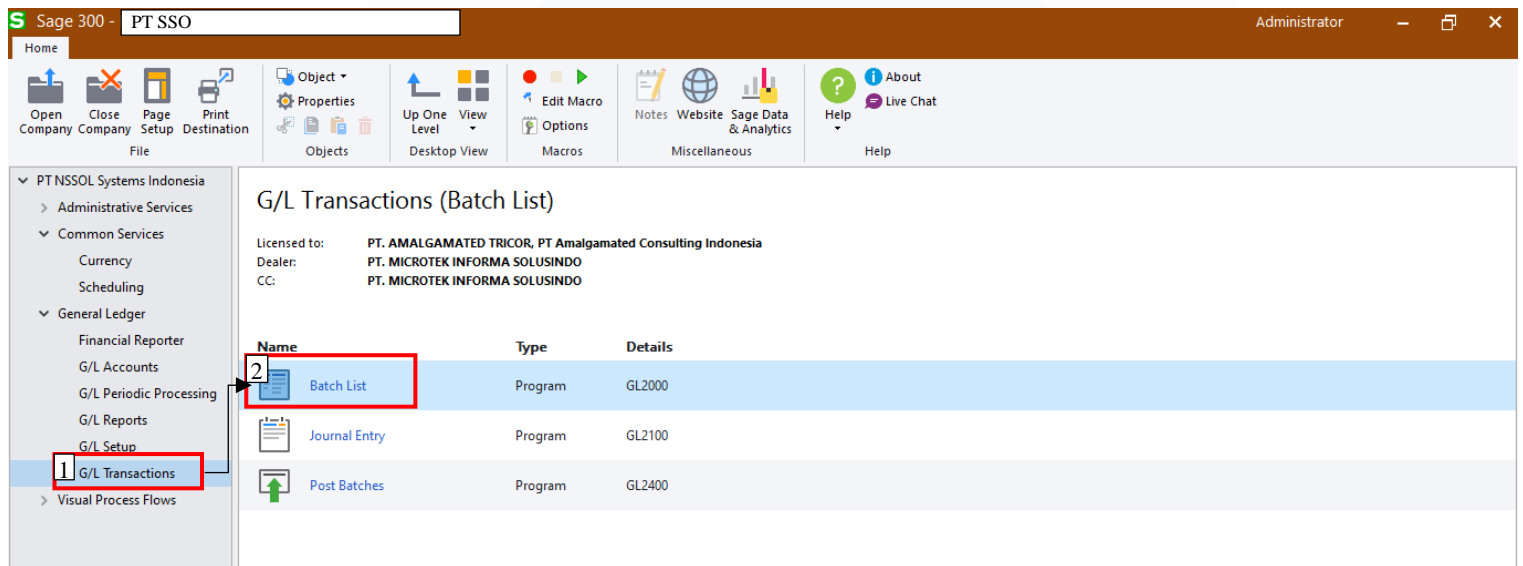 S Sage 300 - PT SSO Administrator
Home
Open Company
Close Company
Page Setup
Print Destination
File
Object
Properties
Objects
Up One Level
View
Desktop View
Edit Macro
Options
Macros
Notes
Website
Sage Data & Analytics
Miscellaneous
? Help
i About
Live Chat
Help
PT NSSOL Systems Indonesia
Administrative Services
Common Services
Currency
Scheduling
General Ledger
Financial Reporter
G/L Accounts
G/L Periodic Processing
G/L Reports
G/L Setup
1 G/L Transactions
Visual Process Flows
G/L Transactions (Batch List)
Licensed to: PT. AMALGAMATED TRICOR, PT Amalgamated Consulting Indonesia
Dealer: PT. MICROTEK INFORMA SOLUSINDO
CC: PT. MICROTEK INFORMA SOLUSINDO
Name Type Details
2 Batch List Program GL2000
Journal Entry Program GL2100
Post Batches Program GL2400